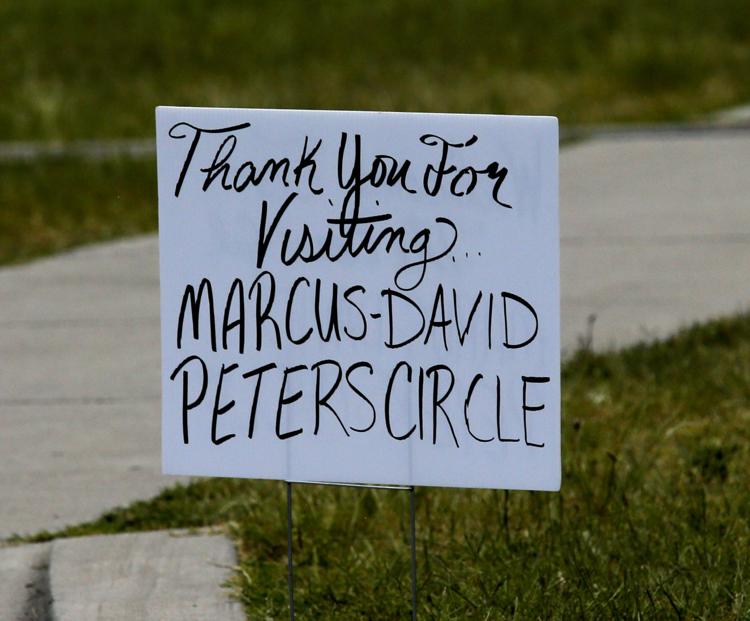 Thank You For
Visiting...
MARCUS-DAVID
PETERS CIRCLE